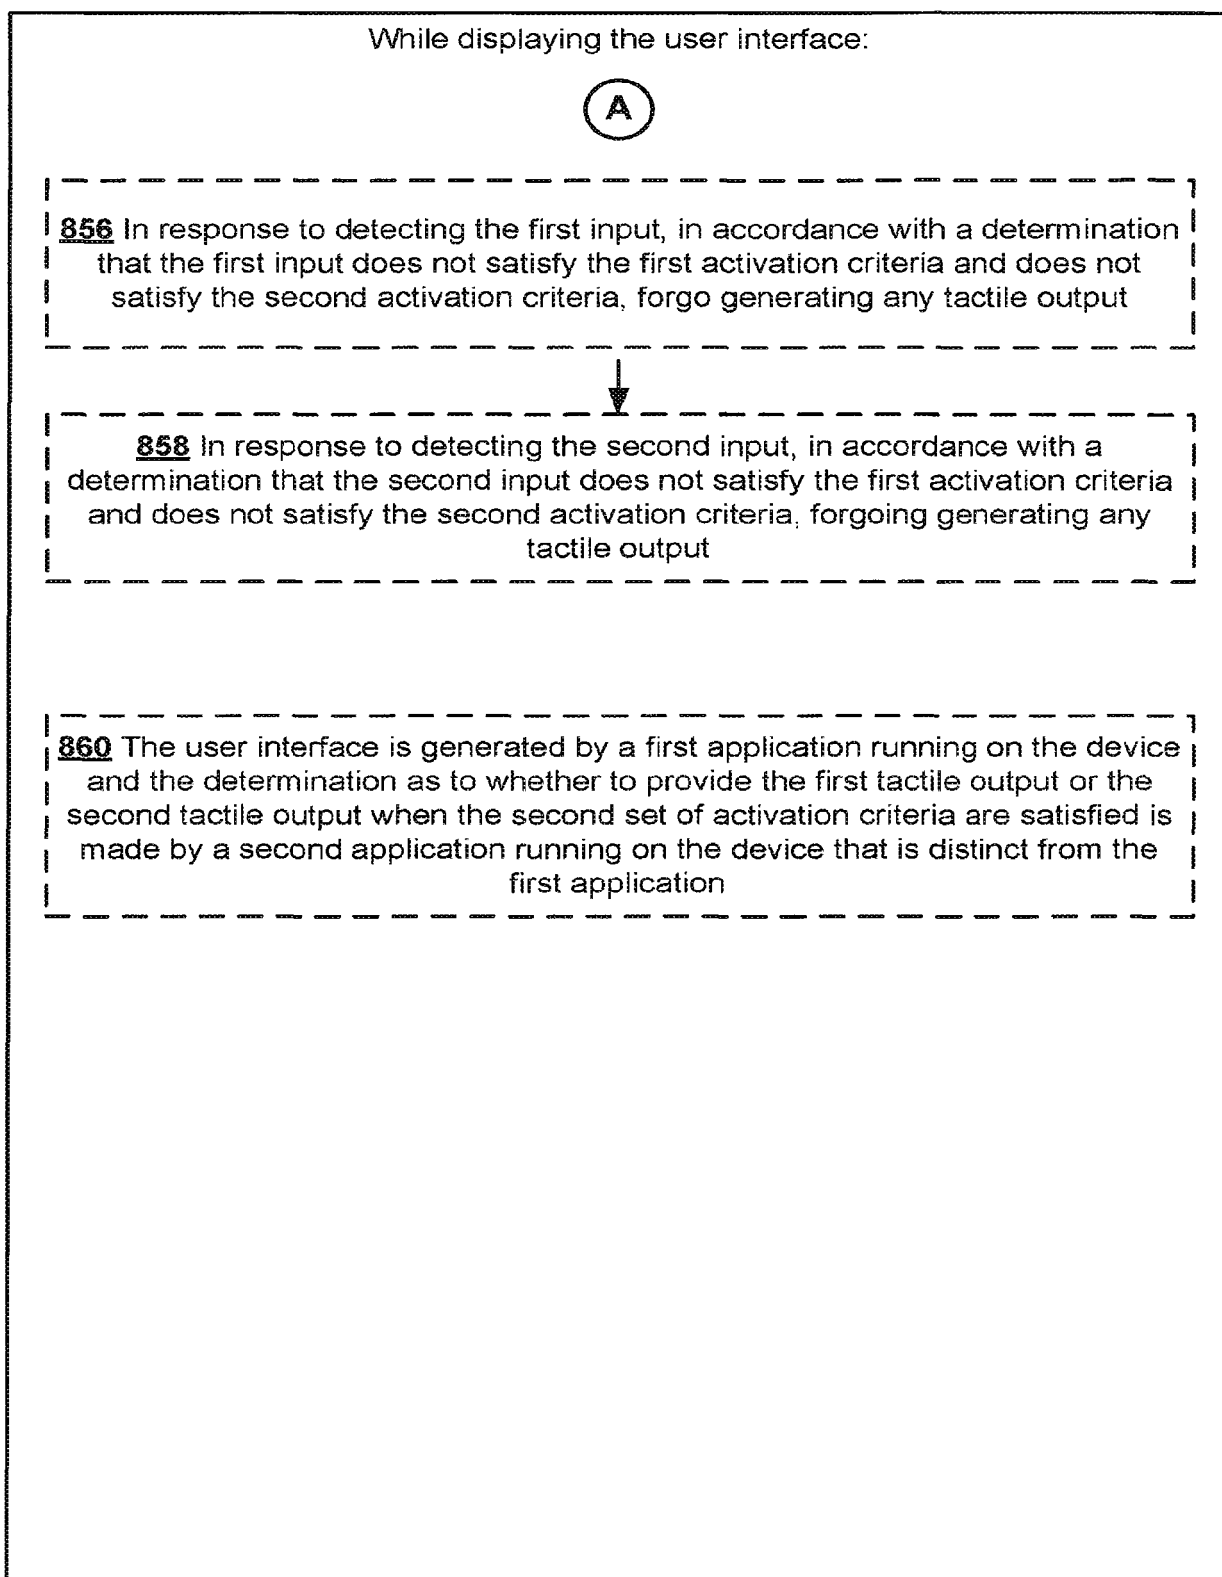 While displaying the user interface:
A
856 In response to detecting the first input, in accordance with a determination
that the first input does not satisfy the first activation criteria and does not
satisfy the second activation criteria, forgo generating any tactile output
858 In response to detecting the second input, in accordance with a
determination that the second input does not satisfy the first activation criteria
and does not satisfy the second activation criteria, forgoing generating any
tactile output
860 The user interface is generated by a first application running on the device
and the determination as to whether to provide the first tactile output or the
second tactile output when the second set of activation criteria are satisfied is
made by a second application running on the device that is distinct from the
first application